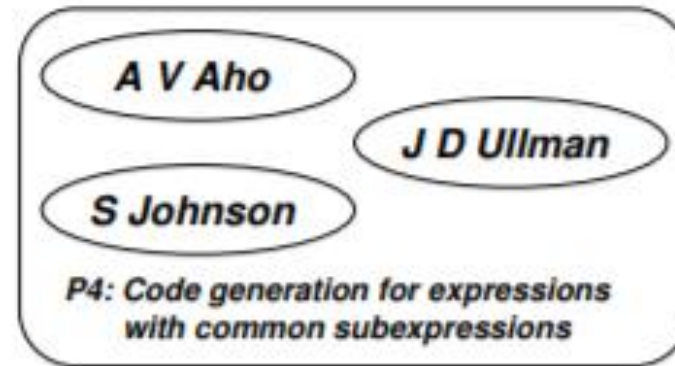 A V Aho
J D Ullman
S Johnson
P4: Code generation for expressions
with common subexpressions